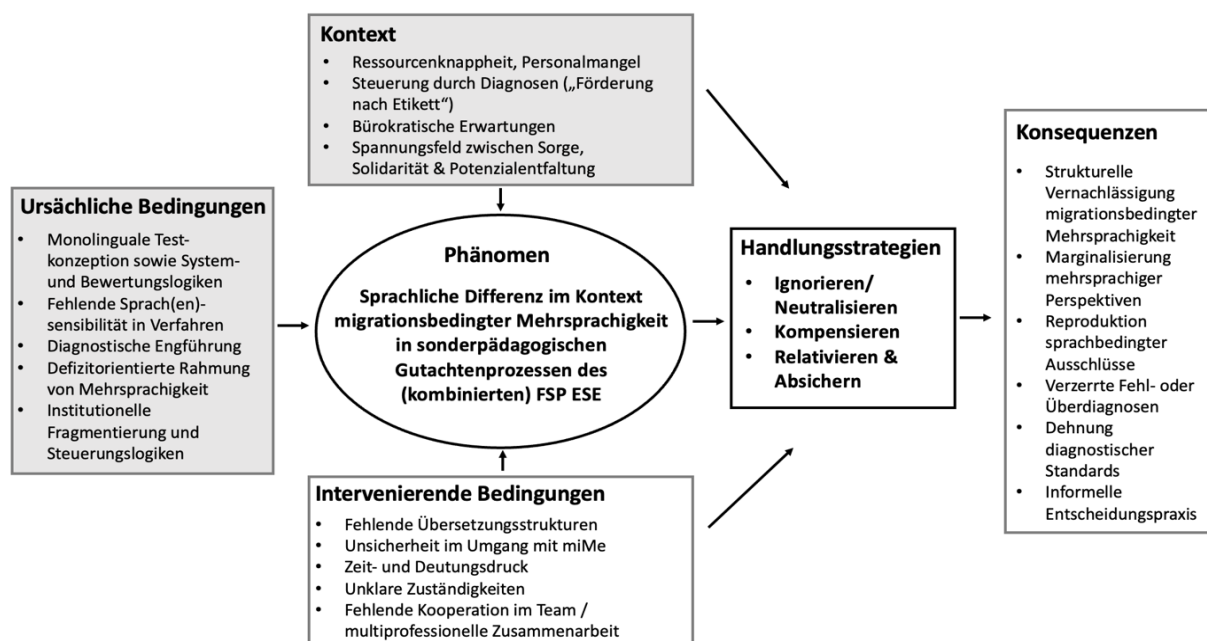 Kontext
• Ressourcenknappheit, Personalmangel
• Steuerung durch Diagnosen („Förderung
nach Etikett“)
• Bürokratische Erwartungen
• Spannungsfeld zwischen Sorge,
Solidarität & Potenzialentfaltung
Ursächliche Bedingungen
• Monolinguale Test-
konzeption sowie System-
und Bewertungslogiken
• Fehlende Sprach(en)-
sensibilität in Verfahren
• Diagnostische Engführung
• Defizitorientierte Rahmung
von Mehrsprachigkeit
• Institutionelle
Fragmentierung und
Steuerungslogiken
Phänomen
Sprachliche Differenz im Kontext
migrationsbedingter Mehrsprachigkeit
in sonderpädagogischen
Gutachtenprozessen des
(kombinierten) FSP ESE
Intervenierende Bedingungen
• Fehlende Übersetzungsstrukturen
• Unsicherheit im Umgang mit miMe
• Zeit- und Deutungsdruck
• Unklare Zuständigkeiten
• Fehlende Kooperation im Team /
multiprofessionelle Zusammenarbeit
Handlungsstrategien
• Ignorieren/
Neutralisieren
• Kompensieren
• Relativieren &
Absichern
Konsequenzen
• Strukturelle
Vernachlässigung
migrationsbedingter
Mehrsprachigkeit
• Marginalisierung
mehrsprachiger
Perspektiven
• Reproduktion
sprachbedingter
Ausschlüsse
• Verzerrte Fehl- oder
Überdiagnosen
• Dehnung
diagnostischer
Standards
• Informelle
Entscheidungspraxis